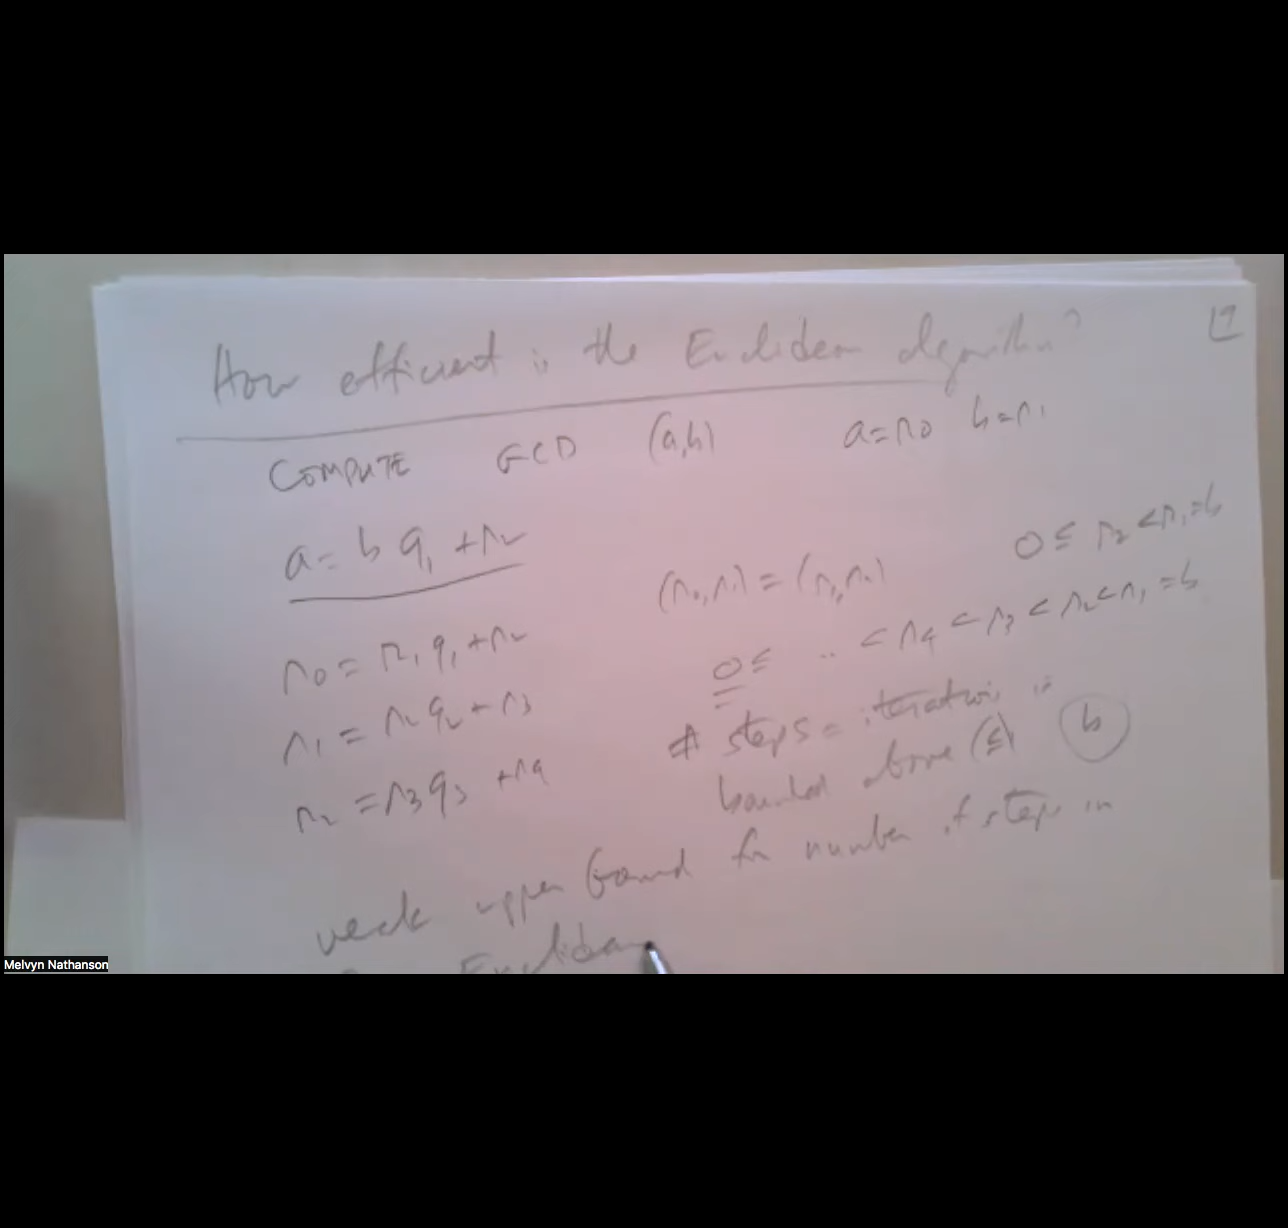 How efficient is the Euclidean algorithm?
COMPUTE GCD (a,b) a=r₀ b=r₁
a = b q₁ + r₂ 0 ≤ r₂ < r₁ = b
(r₀,r₁) = (r₁,r₂)
r₀ = r₁ q₁ + r₂ 0 ≤ .. < r₄ < r₃ < r₂ < r₁ = b
r₁ = r₂ q₂ + r₃
# steps = iterations is
r₂ = r₃ q₃ + r₄ bounded above (≤) b
weak upper bound for number of steps in
Euclidean
Melvyn Nathanson